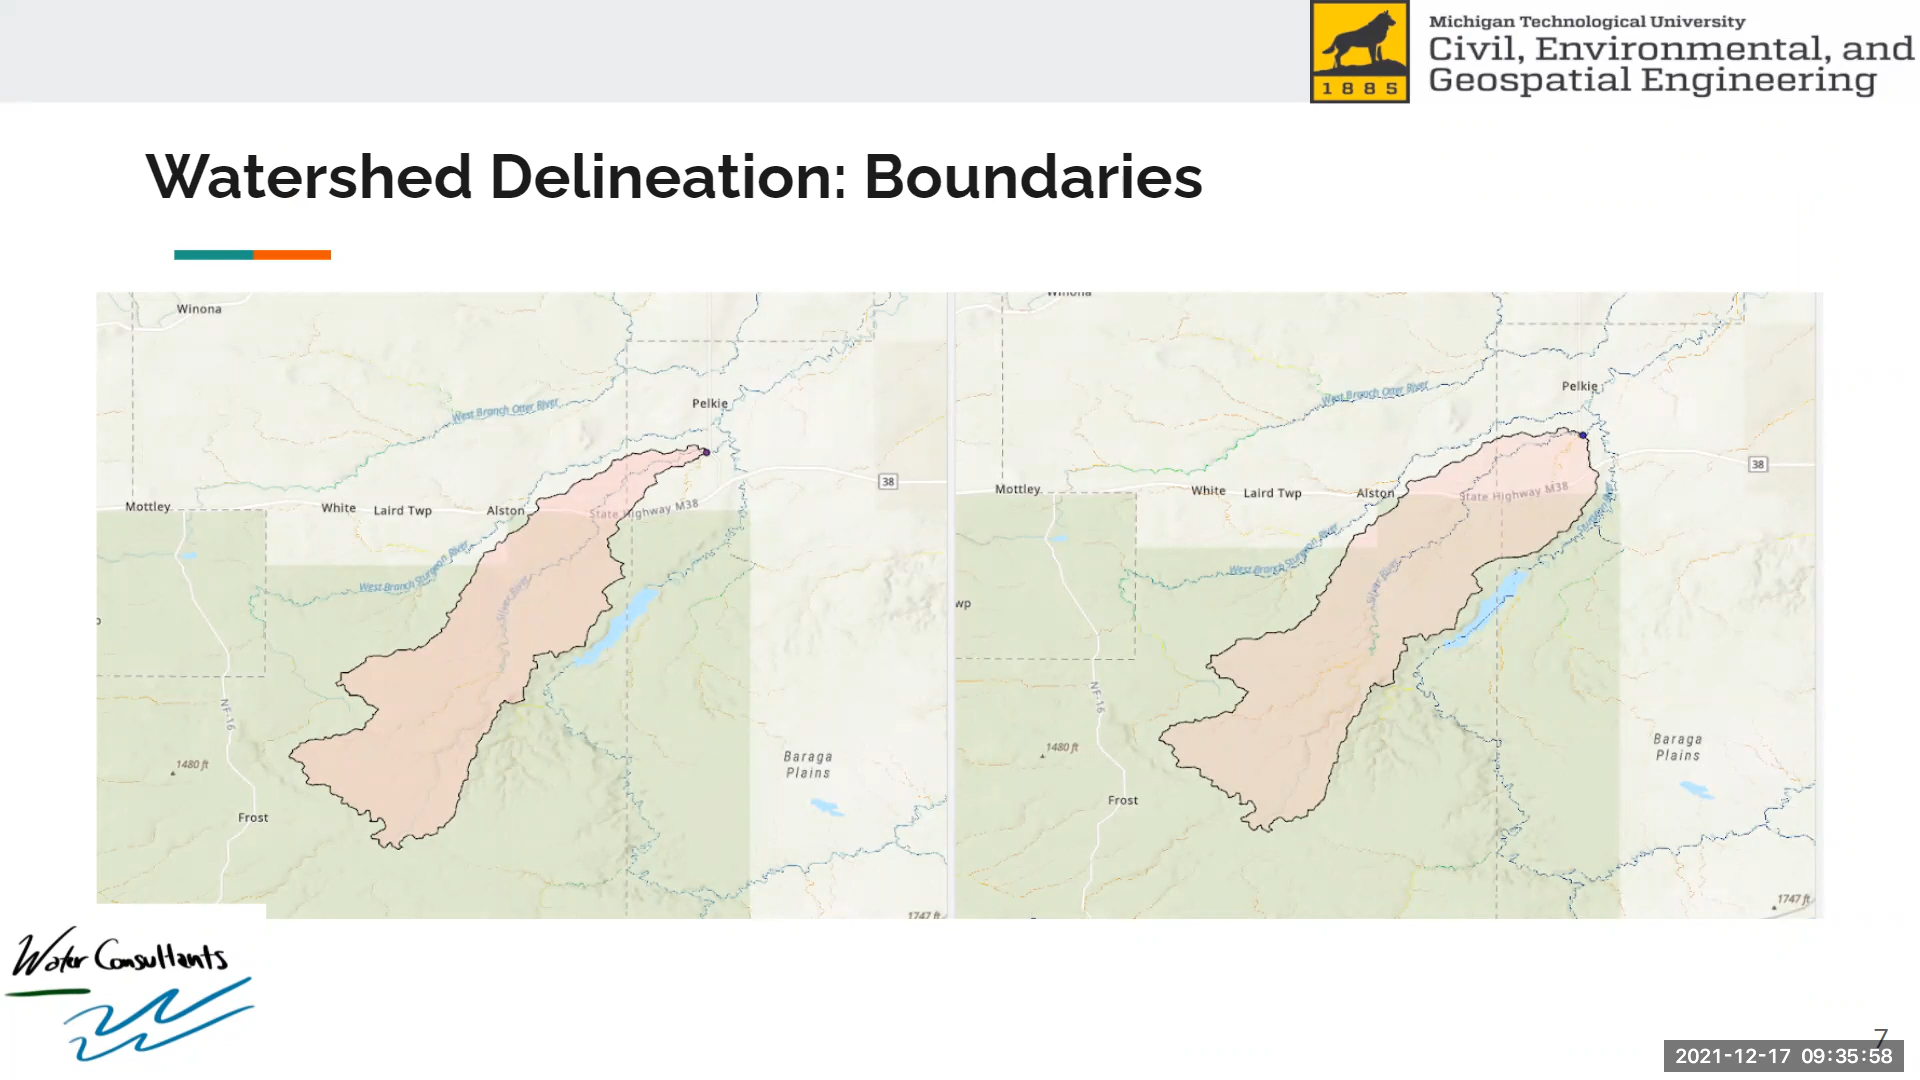 Michigan Technological University
Civil, Environmental, and
Geospatial Engineering
1885
Watershed Delineation: Boundaries
Winona
West Branch Otter River
Pelkie
38
Mottley
White
Laird Twp
Alston
State Highway M38
West Branch Sturgeon River
Silver River
NF-16
1480 ft
Baraga
Plains
Frost
1747 ft
Winona
West Branch Otter River
Pelkie
38
Mottley
White
Laird Twp
Alston
State Highway M38
West Branch Sturgeon River
Sturgeon River
Silver River
wp
NF-16
1480 ft
Baraga
Plains
Frost
1747 ft
Water Consultants
7
2021-12-17 09:35:58